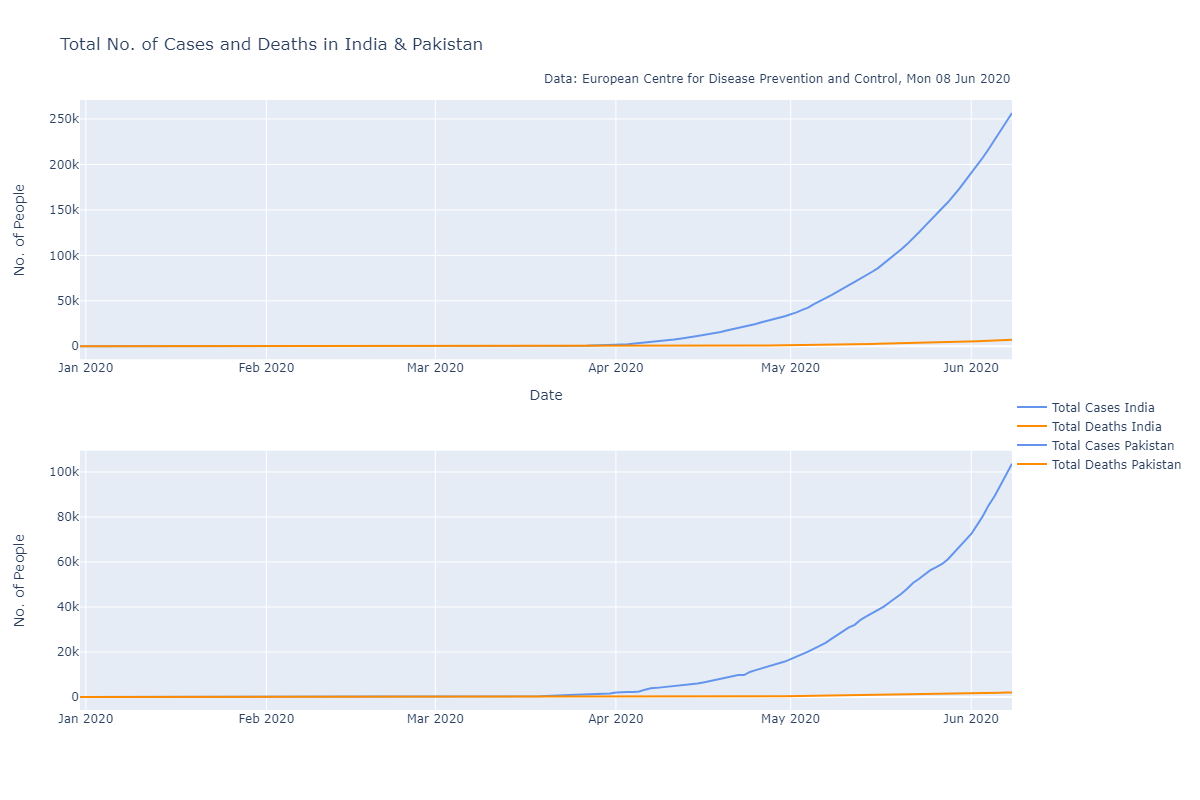 Total No. of Cases and Deaths in India & Pakistan
Data: European Centre for Disease Prevention and Control, Mon 08 Jun 2020
250k
200k
150k
100k
50k
0
No. of People
Jan 2020 Feb 2020 Mar 2020 Apr 2020 May 2020 Jun 2020
Date
Total Cases India
Total Deaths India
Total Cases Pakistan
Total Deaths Pakistan
100k
80k
60k
40k
20k
0
No. of People
Jan 2020 Feb 2020 Mar 2020 Apr 2020 May 2020 Jun 2020